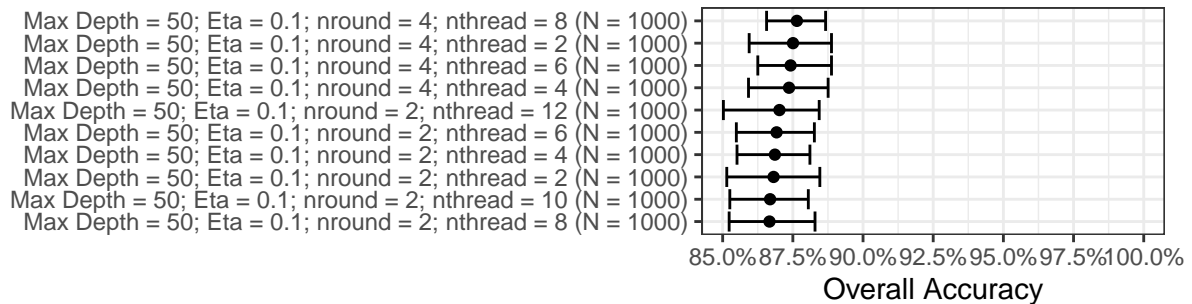 Max Depth = 50; Eta = 0.1; nround = 4; nthread = 8 (N = 1000)
Max Depth = 50; Eta = 0.1; nround = 4; nthread = 2 (N = 1000)
Max Depth = 50; Eta = 0.1; nround = 4; nthread = 6 (N = 1000)
Max Depth = 50; Eta = 0.1; nround = 4; nthread = 4 (N = 1000)
Max Depth = 50; Eta = 0.1; nround = 2; nthread = 12 (N = 1000)
Max Depth = 50; Eta = 0.1; nround = 2; nthread = 6 (N = 1000)
Max Depth = 50; Eta = 0.1; nround = 2; nthread = 4 (N = 1000)
Max Depth = 50; Eta = 0.1; nround = 2; nthread = 2 (N = 1000)
Max Depth = 50; Eta = 0.1; nround = 2; nthread = 10 (N = 1000)
Max Depth = 50; Eta = 0.1; nround = 2; nthread = 8 (N = 1000)
85.0% 87.5% 90.0% 92.5% 95.0% 97.5% 100.0%
Overall Accuracy